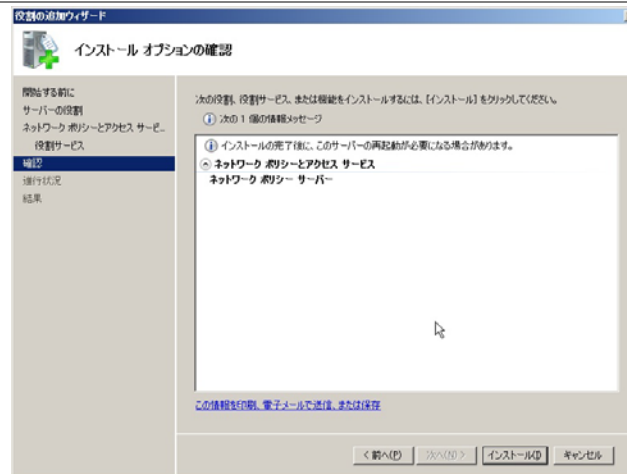 役割の追加ウィザード
インストール オプションの確認
開始する前に
サーバーの役割
ネットワーク ポリシーとアクセス サービ...
役割サービス
確認
進行状況
結果
次の役割、役割サービス、または機能をインストールするには、[インストール] をクリックしてください。
次の 1 個の情報メッセージ
インストールの完了後に、このサーバーの再起動が必要になる場合があります。
ネットワーク ポリシーとアクセス サービス
ネットワーク ポリシー サーバー
この情報を印刷、電子メールで送信、または保存
< 前へ(P)
次へ(N) >
インストール(I)
キャンセル